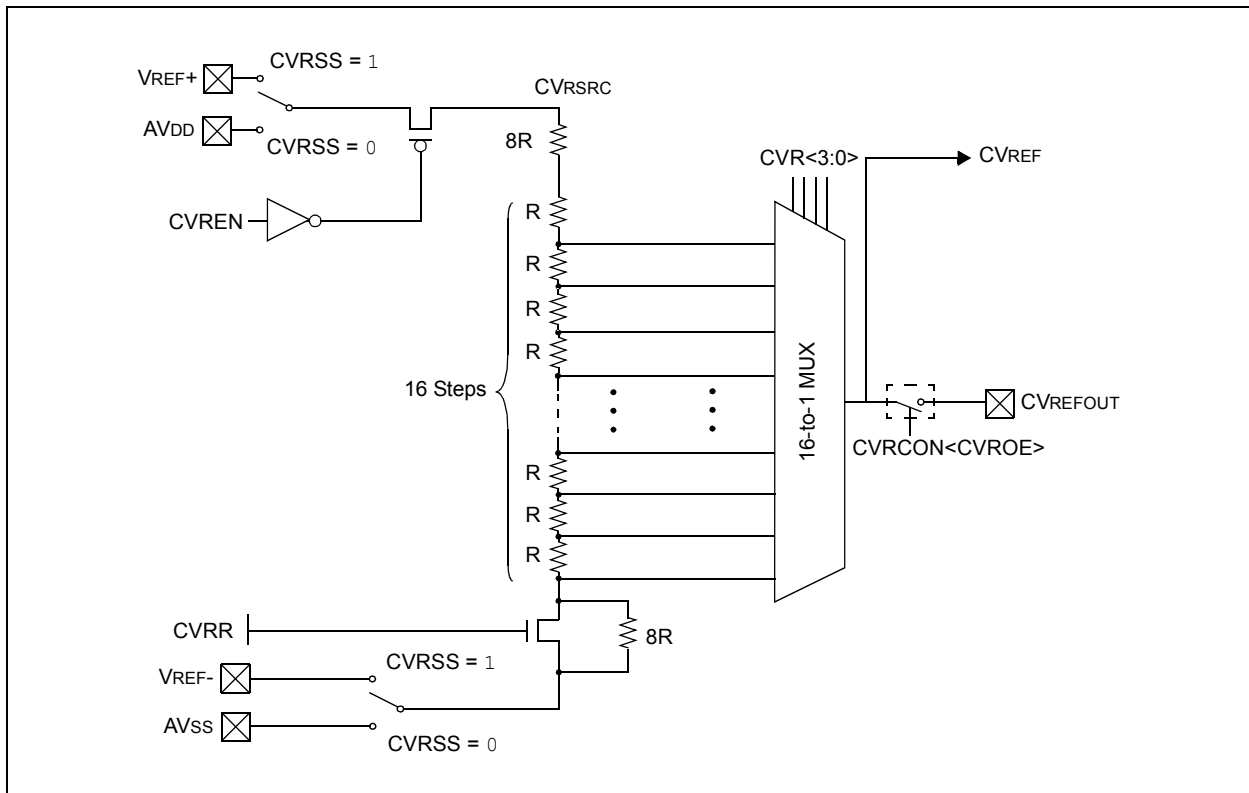 CVRSS = 1
VREF+
CVRSRC
AVDD
CVRSS = 0
8R
CVR<3:0>
CVREF
CVREN
R
R
R
R
16 Steps
16-to-1 MUX
CVREFOUT
CVRCON<CVROE>
R
R
R
CVRR
8R
CVRSS = 1
VREF-
AVSS
CVRSS = 0